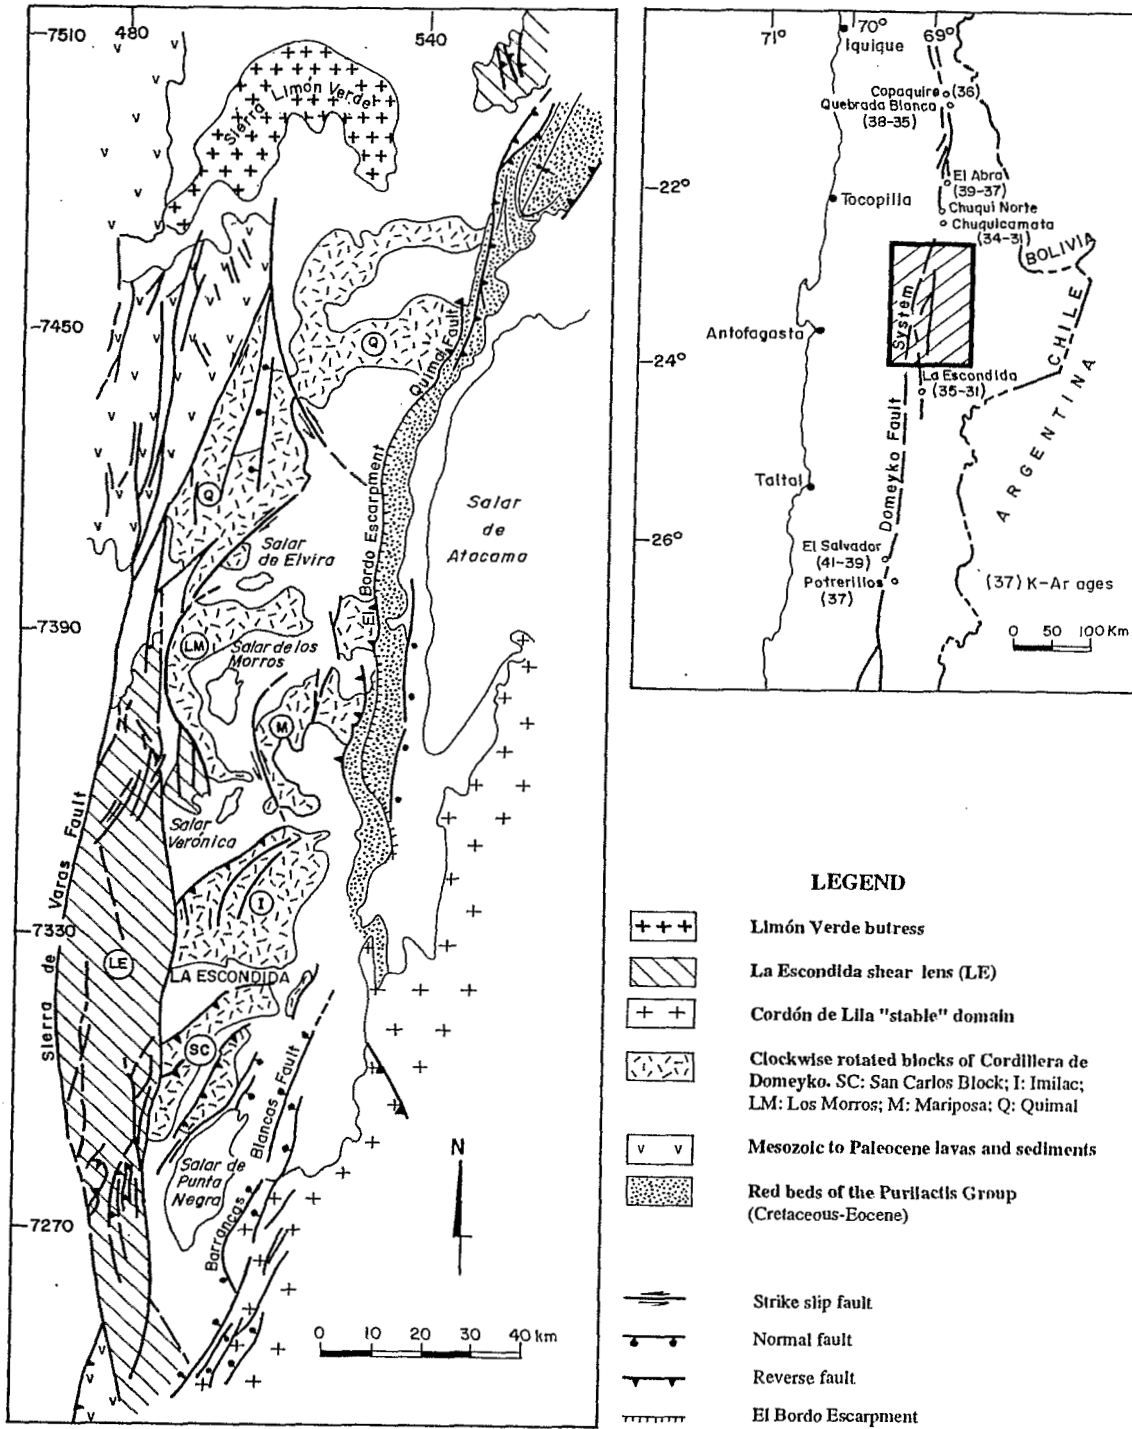 7510
480
540
Sierra Limón Verde
7450
Q
Quimal Fault
Q
El Bordo Escarpment
Salar
de
Atacama
Salar
de Elvira
7390
LM
Salar de los
Morros
M
Salar
Verónica
Sierra de Varas Fault
I
7330
LE
LA ESCONDIDA
SC
Barrancas Blancas Fault
Salar de
Punta
Negra
N
7270
0 10 20 30 40 km
71° 70° 69°
Iquique
Copaquire (36)
Quebrada Blanca
(38-35)
El Abra
(39-37)
-22°
Tocopilla
Chuqui Norte
Chuquicamata
(34-31)
BOLIVIA
CHILE
ARGENTINA
Antofagasta
-24°
Domeyko Fault System
La Escondida
(35-31)
Taltal
-26°
El Salvador
(41-39)
Potrerillos
(37)
(37) K-Ar ages
0 50 100 Km
LEGEND
Limón Verde butress
La Escondida shear lens (LE)
Cordón de Lila "stable" domain
Clockwise rotated blocks of Cordillera de
Domeyko. SC: San Carlos Block; I: Imilac;
LM: Los Morros; M: Mariposa; Q: Quimal
Mesozoic to Paleocene lavas and sediments
Red beds of the Purilactis Group
(Cretaceous-Eocene)
Strike slip fault
Normal fault
Reverse fault
El Bordo Escarpment